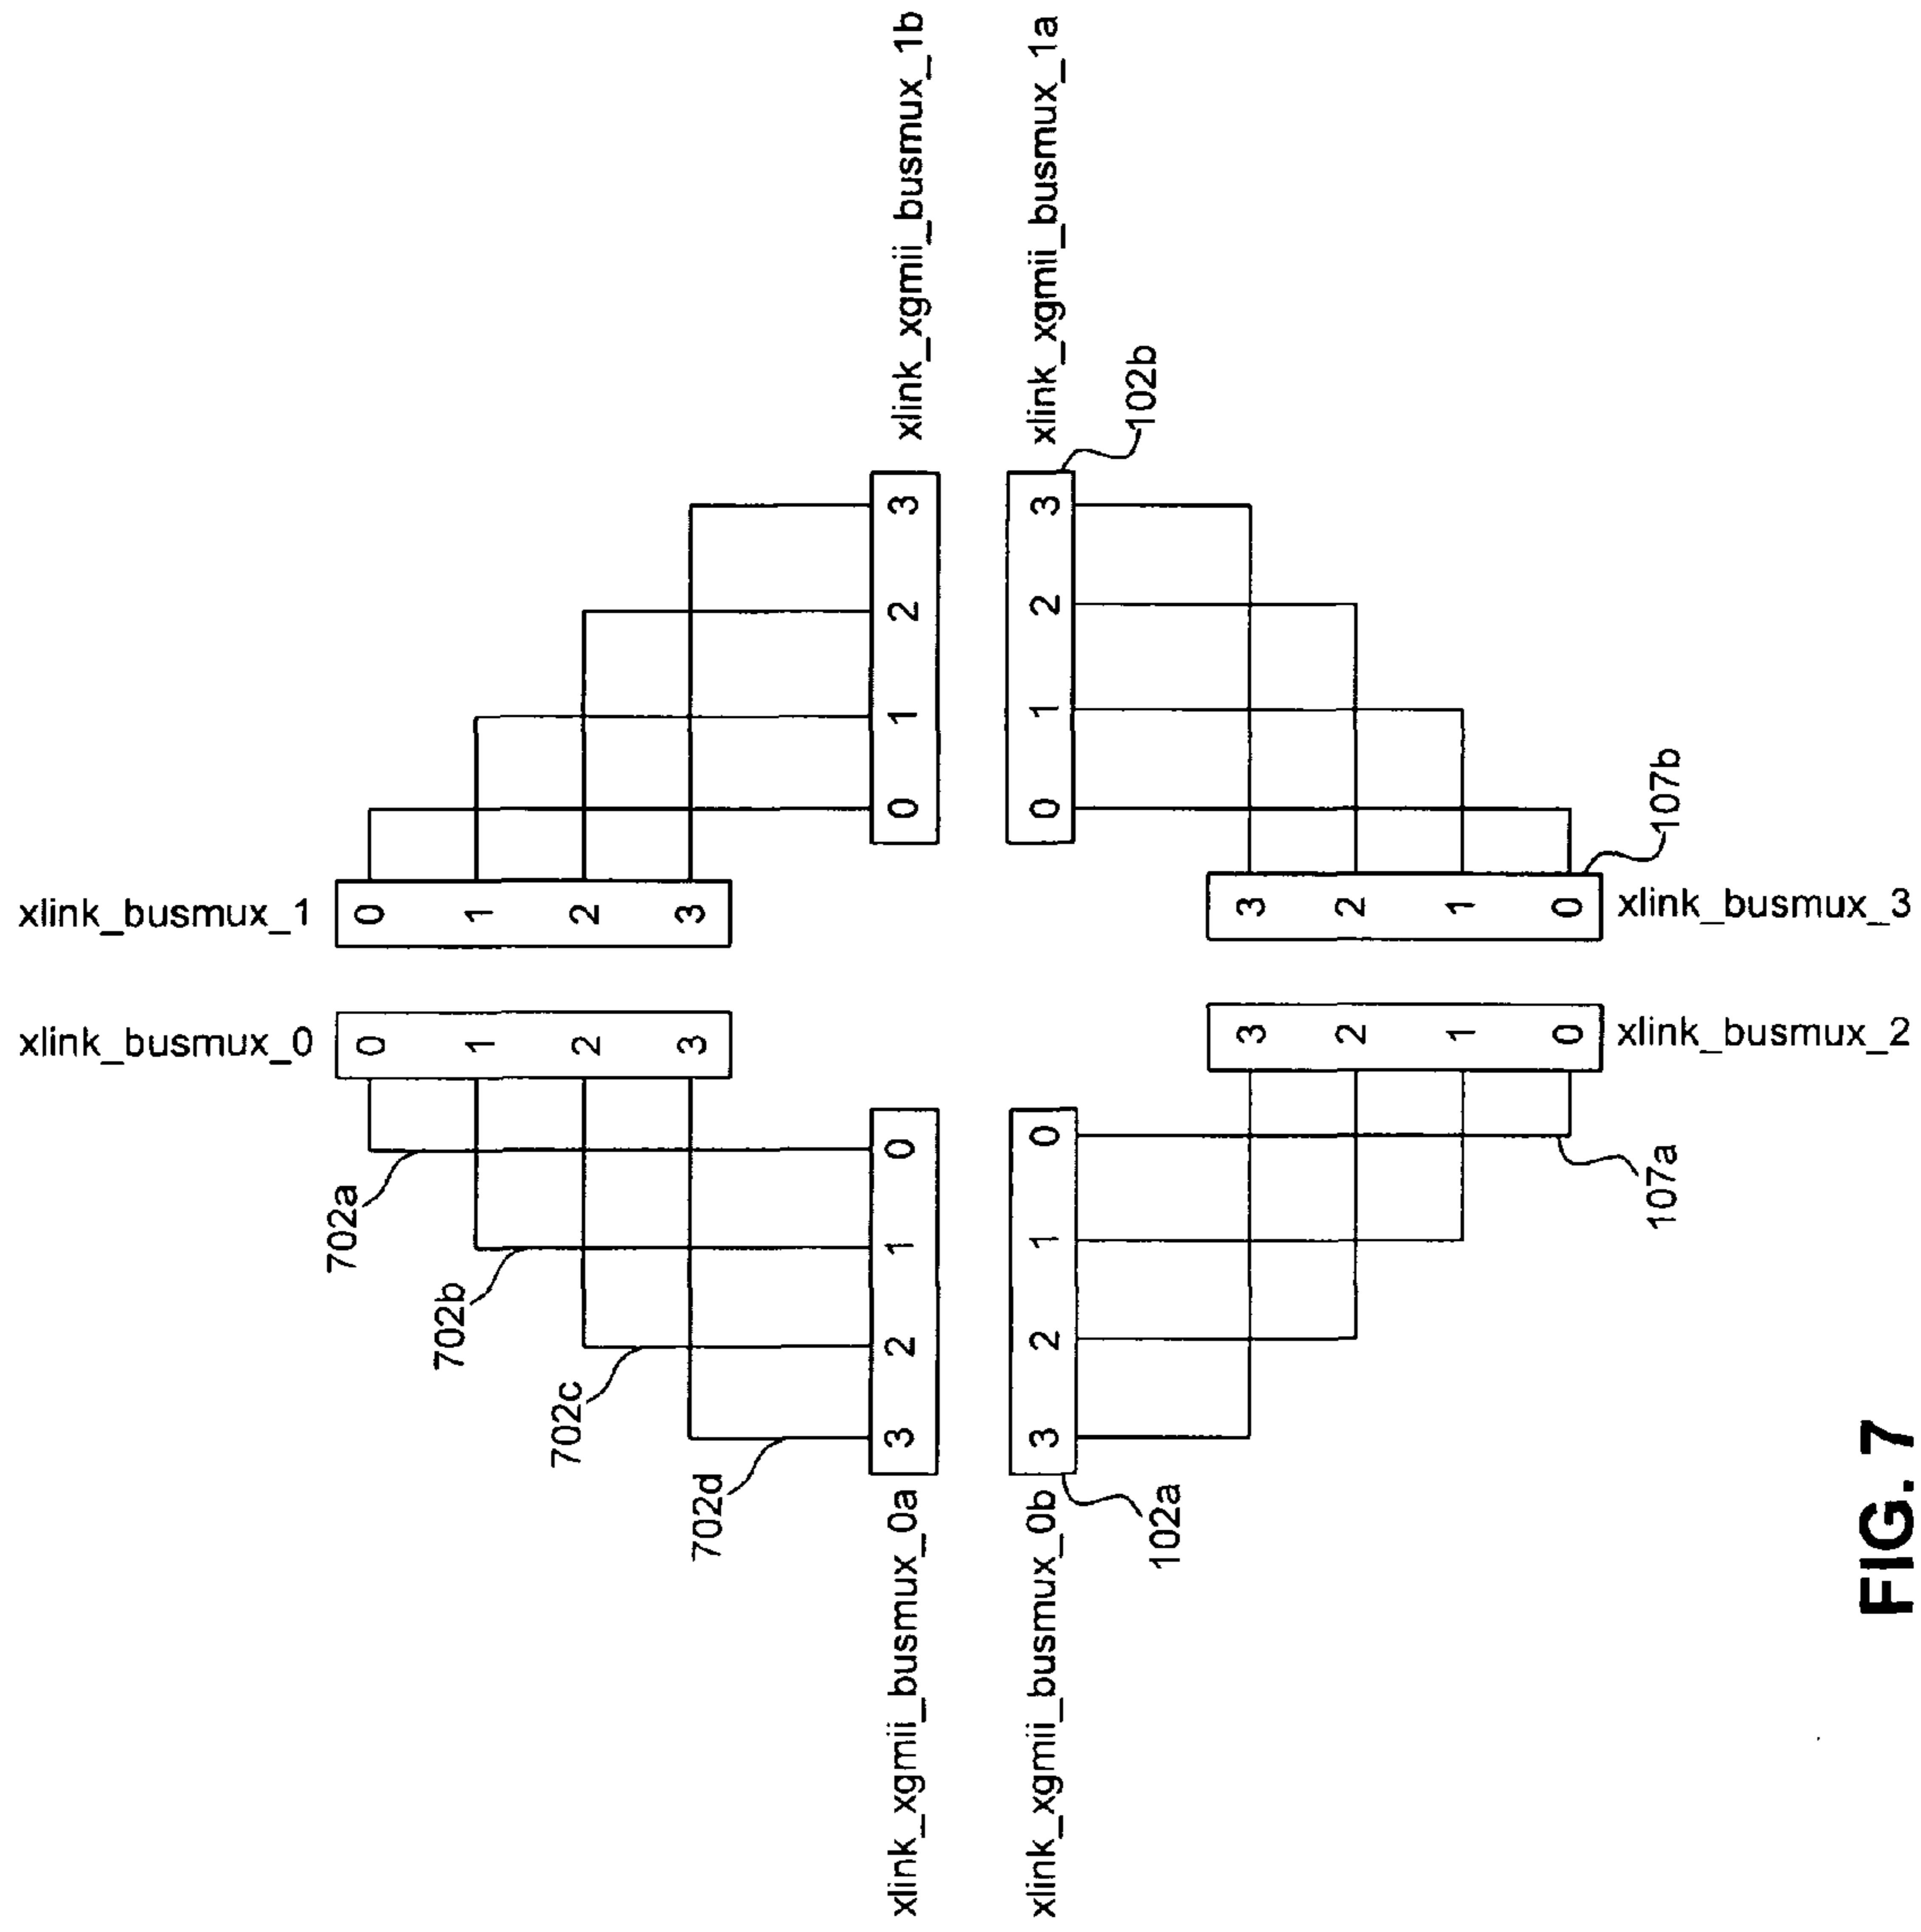 xlink_busmux_1
0 1 2 3
xlink_busmux_0
0 1 2 3
702a
702b
702c
702d
0 1 2 3
xlink_xgmii_busmux_1b
3 2 1 0
xlink_xgmii_busmux_0a
0 1 2 3
xlink_xgmii_busmux_1a
102b
3 2 1 0
xlink_xgmii_busmux_0b
102a
3 2 1 0
xlink_busmux_3
107b
3 2 1 0
xlink_busmux_2
107a
FIG. 7